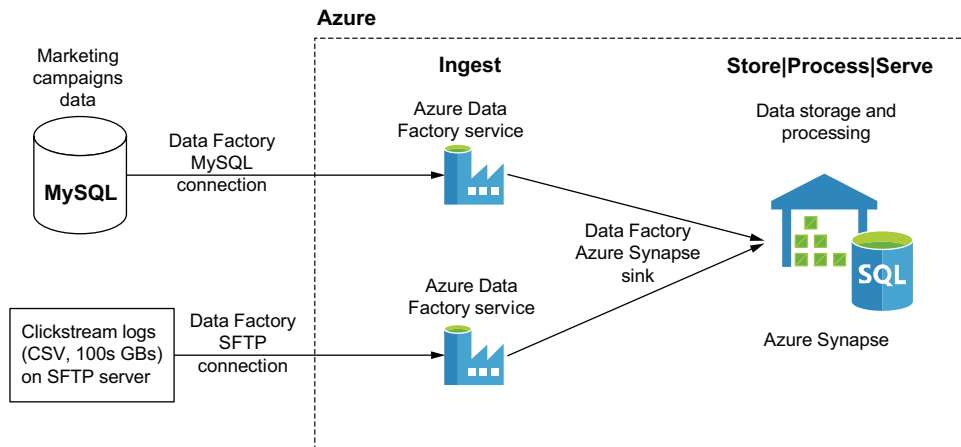 Azure
Marketing
campaigns
data
MySQL
Data Factory
MySQL
connection
Ingest
Azure Data
Factory service
Store|Process|Serve
Data storage and
processing
Data Factory
Azure Synapse
sink
SQL
Azure Synapse
Clickstream logs
(CSV, 100s GBs)
on SFTP server
Data Factory
SFTP
connection
Azure Data
Factory service